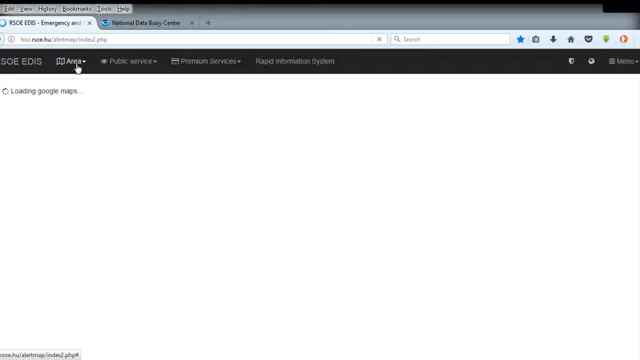 Edit View History Bookmarks Tools Help
RSOE EDIS - Emergency and
National Data Buoy Center
hisz.rsoe.hu/alertmap/index2.php
Search
SOE EDIS Area Public service Premium Services Rapid Information System Menu
Loading google maps...
rsoe.hu/alertmap/index2.php#